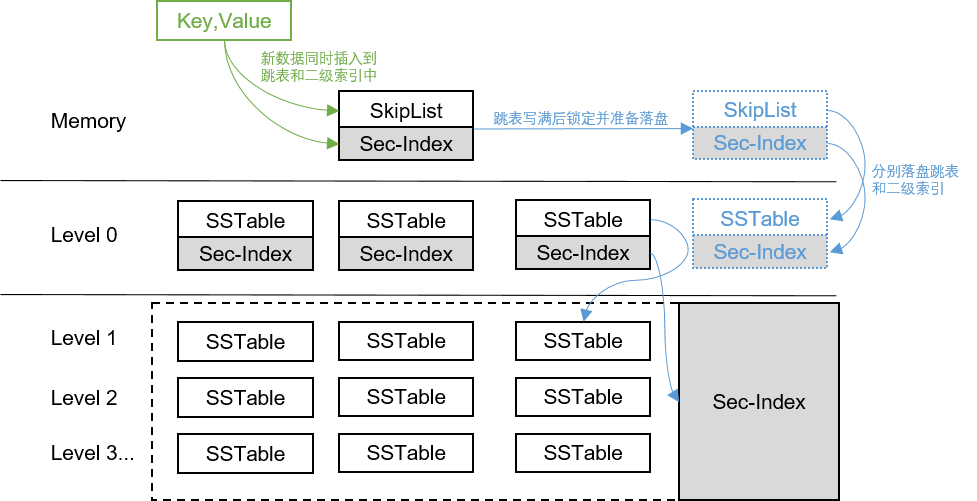 Key,Value
新数据同时插入到
跳表和二级索引中
Memory
SkipList
Sec-Index
跳表写满后锁定并准备落盘
SkipList
Sec-Index
分别落盘跳表
和二级索引
Level 0
SSTable
Sec-Index
SSTable
Sec-Index
SSTable
Sec-Index
SSTable
Sec-Index
Level 1
SSTable
SSTable
SSTable
Level 2
SSTable
SSTable
SSTable
Level 3...
SSTable
SSTable
SSTable
Sec-Index